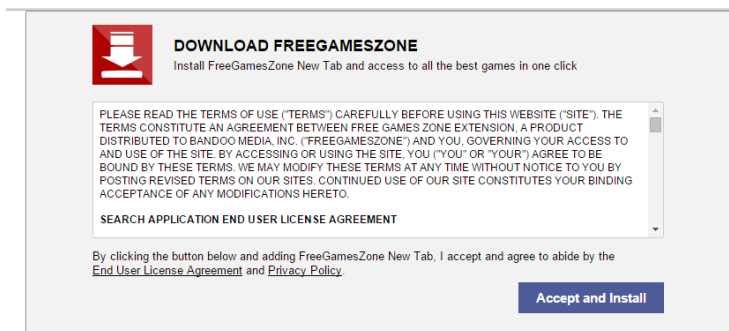 DOWNLOAD FREEGAMESZONE
Install FreeGamesZone New Tab and access to all the best games in one click
PLEASE READ THE TERMS OF USE ("TERMS") CAREFULLY BEFORE USING THIS WEBSITE ("SITE"). THE
TERMS CONSTITUTE AN AGREEMENT BETWEEN FREE GAMES ZONE EXTENSION, A PRODUCT
DISTRIBUTED TO BANDOO MEDIA, INC. ("FREEGAMESZONE") AND YOU, GOVERNING YOUR ACCESS TO
AND USE OF THE SITE. BY ACCESSING OR USING THE SITE, YOU ("YOU" OR "YOUR") AGREE TO BE
BOUND BY THESE TERMS. WE MAY MODIFY THESE TERMS AT ANY TIME WITHOUT NOTICE TO YOU BY
POSTING REVISED TERMS ON OUR SITES. CONTINUED USE OF OUR SITE CONSTITUTES YOUR BINDING
ACCEPTANCE OF ANY MODIFICATIONS HERETO.
SEARCH APPLICATION END USER LICENSE AGREEMENT
By clicking the button below and adding FreeGamesZone New Tab, I accept and agree to abide by the
End User License Agreement and Privacy Policy.
Accept and Install